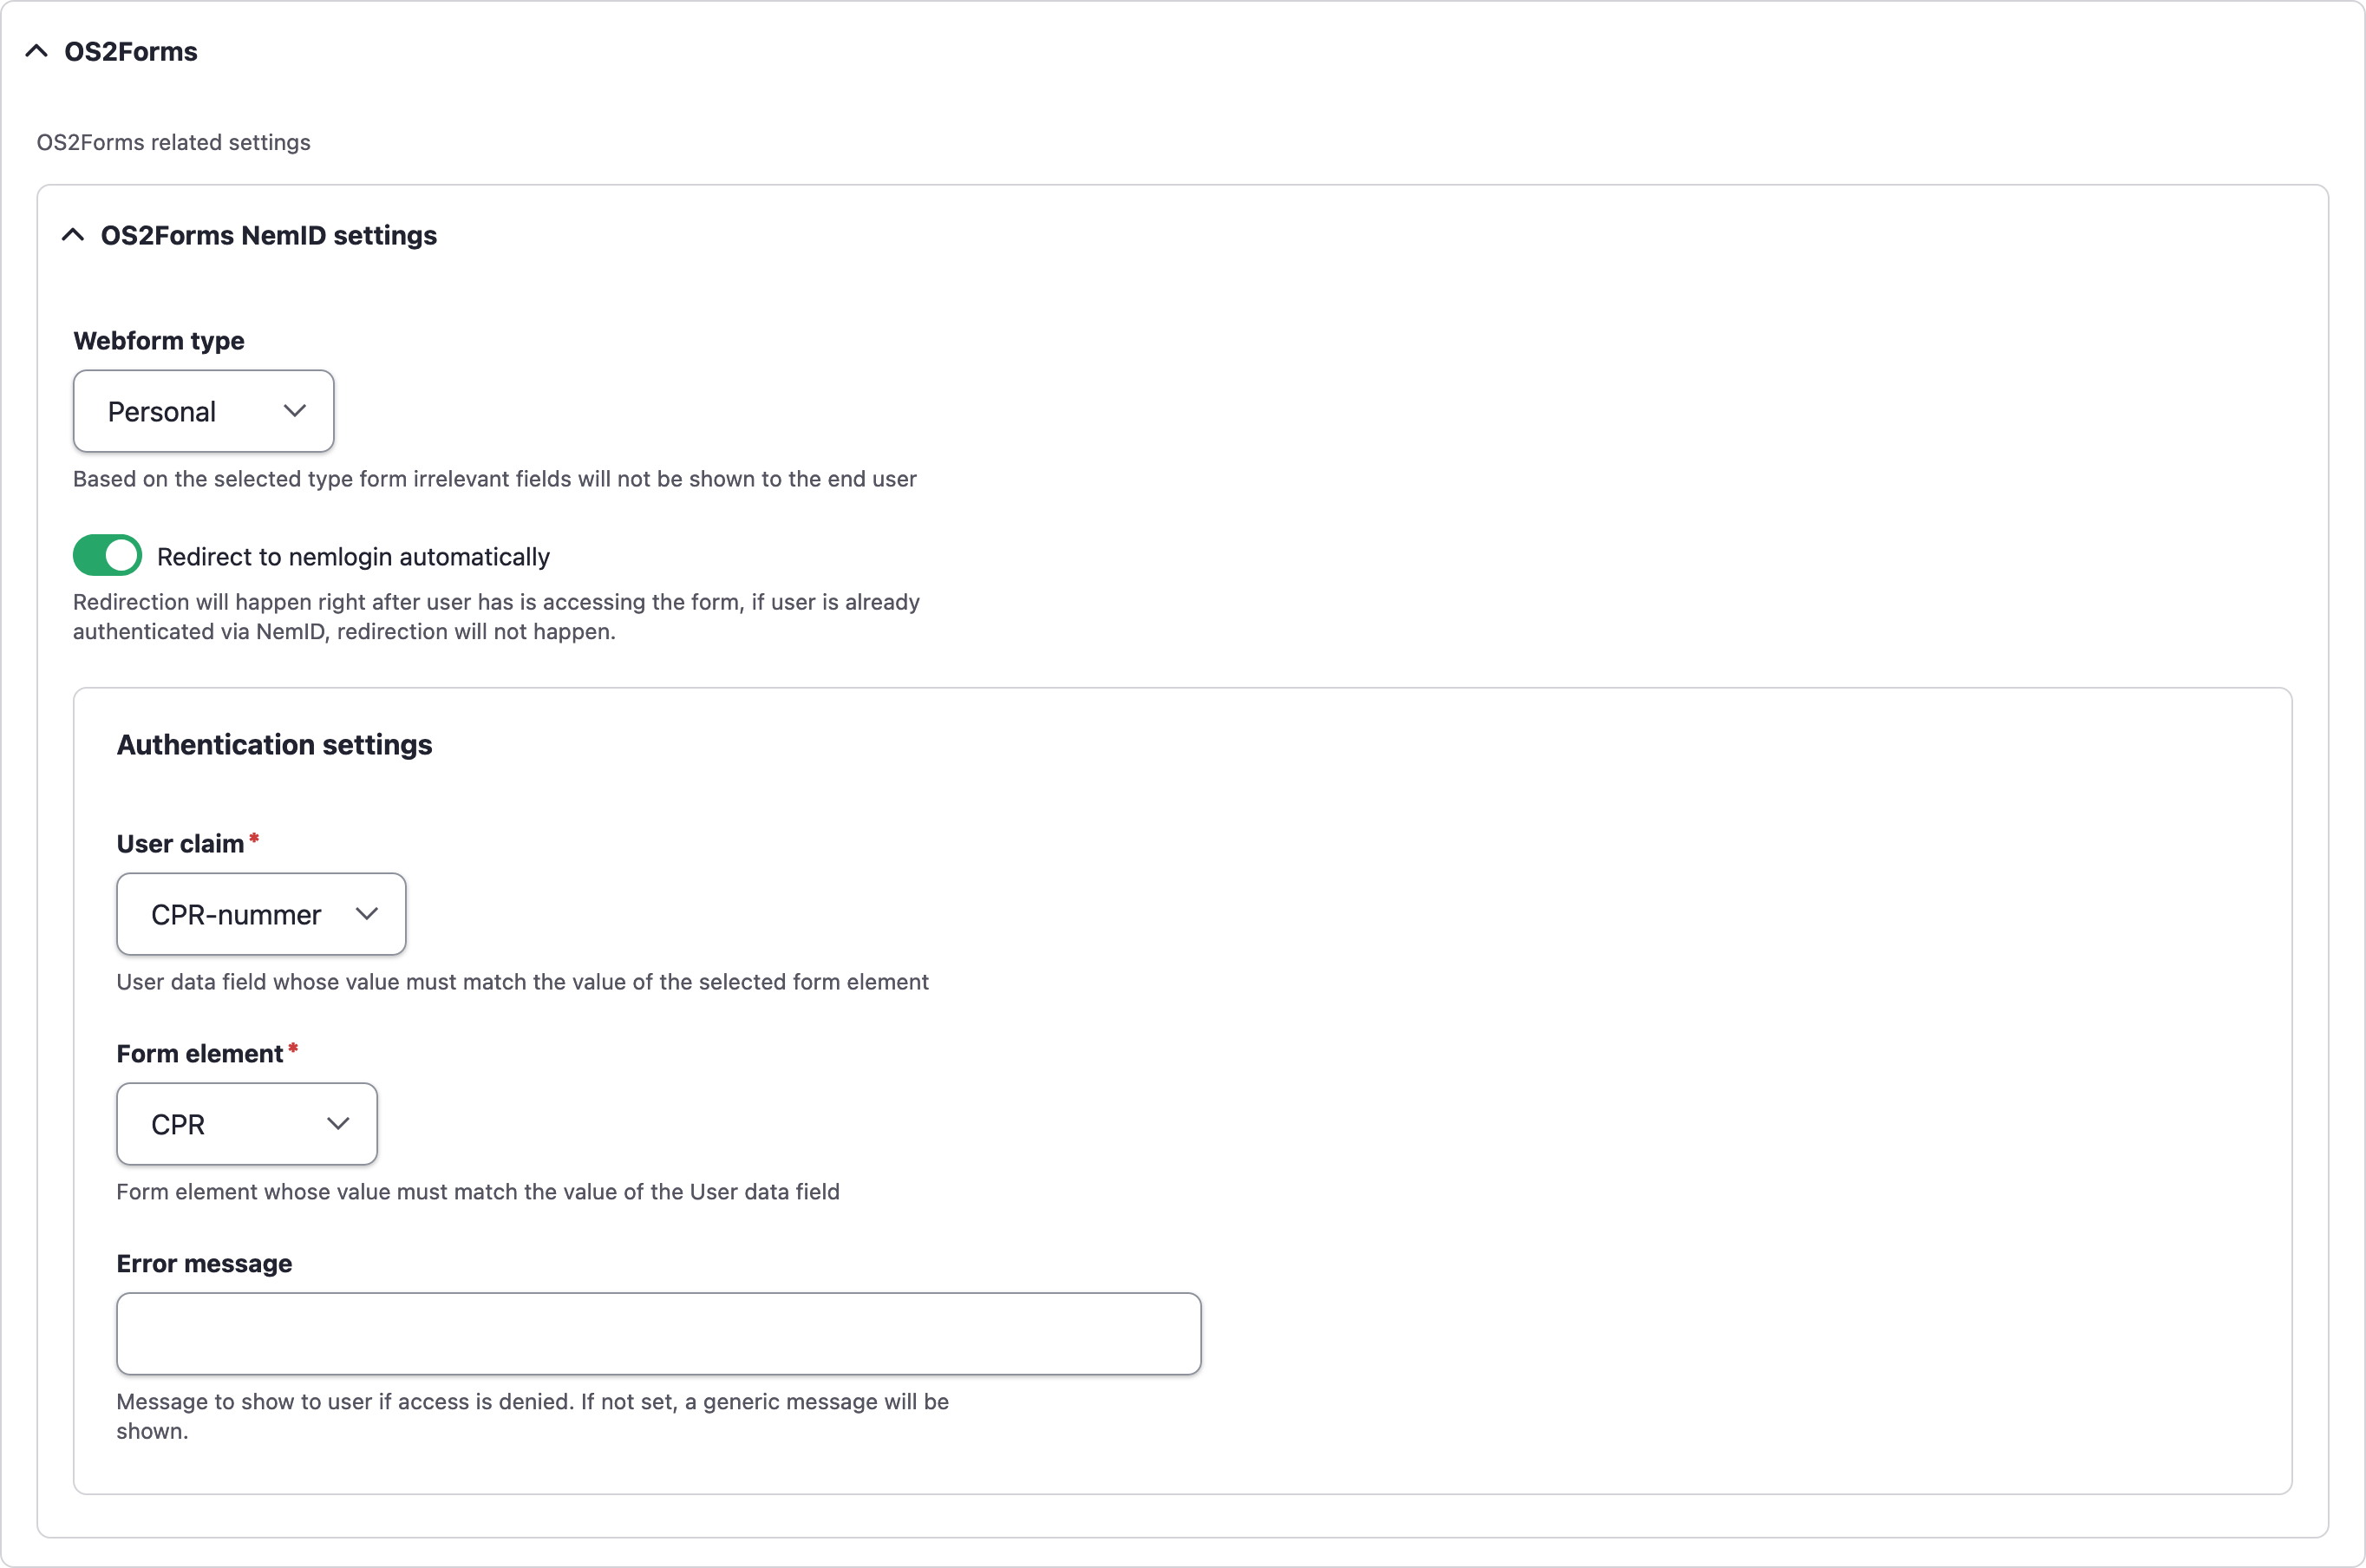 OS2Forms
OS2Forms related settings
OS2Forms NemID settings
Webform type
Personal
Based on the selected type form irrelevant fields will not be shown to the end user
Redirect to nemlogin automatically
Redirection will happen right after user has is accessing the form, if user is already
authenticated via NemID, redirection will not happen.
Authentication settings
User claim*
CPR-nummer
User data field whose value must match the value of the selected form element
Form element*
CPR
Form element whose value must match the value of the User data field
Error message
Message to show to user if access is denied. If not set, a generic message will be
shown.